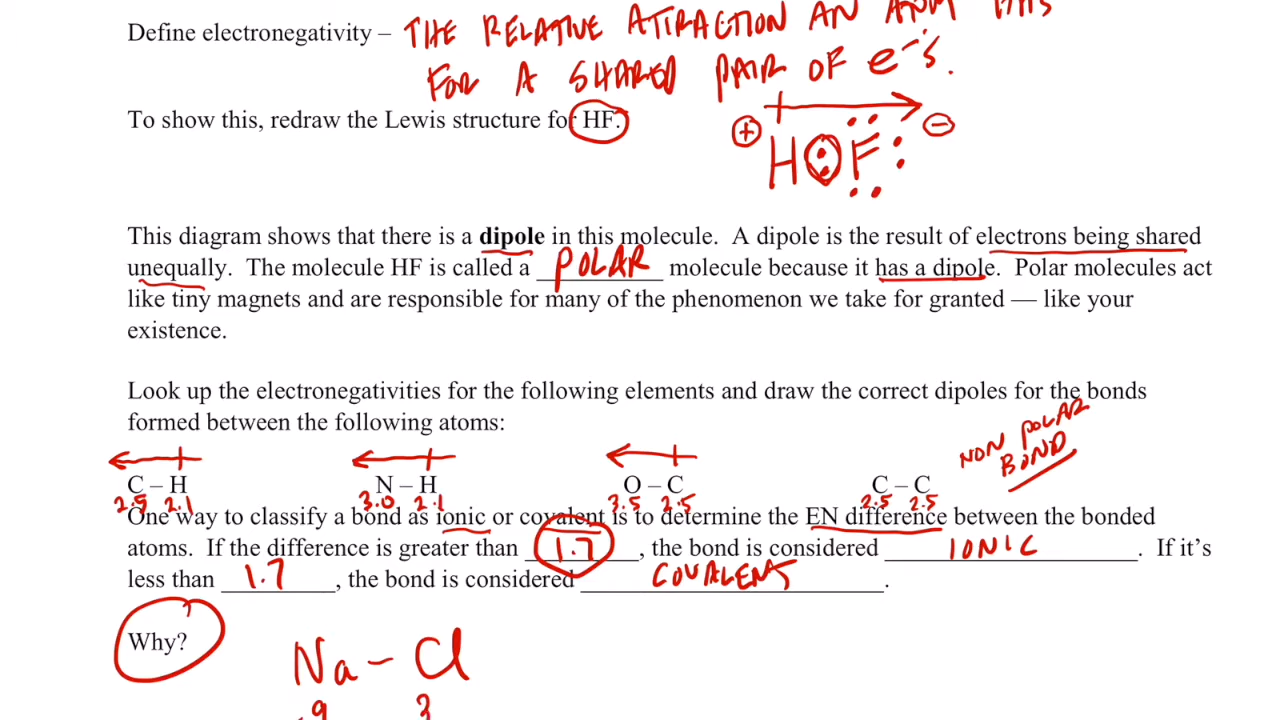 Define electronegativity – THE RELATIVE ATTRACTION AN ATOM HAS
FOR A SHARED PAIR OF e⁻'s.
To show this, redraw the Lewis structure for HF.
+ H : F −
This diagram shows that there is a dipole in this molecule. A dipole is the result of electrons being shared
unequally. The molecule HF is called a POLAR molecule because it has a dipole. Polar molecules act
like tiny magnets and are responsible for many of the phenomenon we take for granted — like your
existence.
Look up the electronegativities for the following elements and draw the correct dipoles for the bonds
formed between the following atoms:
NON POLAR
BOND
C – H N – H O – C C – C
2.5 2.1 3.0 2.1 3.5 2.5 2.5 2.5
One way to classify a bond as ionic or covalent is to determine the EN difference between the bonded
atoms. If the difference is greater than 1.7, the bond is considered IONIC. If it's
less than 1.7, the bond is considered COVALENT.
Why?
Na – Cl
.9 3